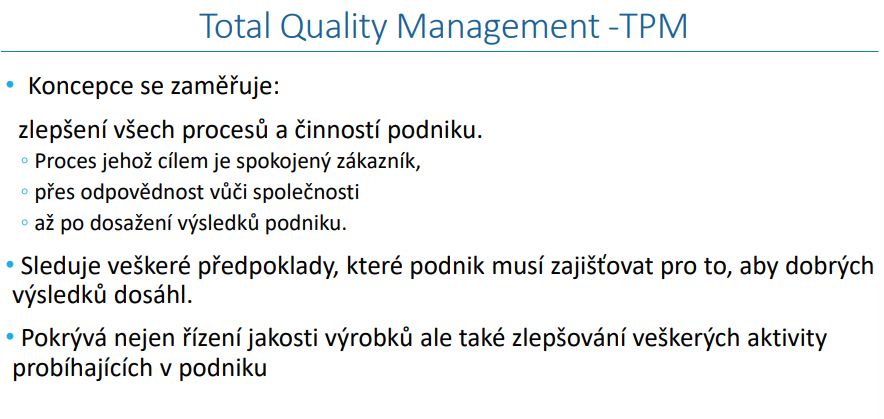 Total Quality Management -TPM
• Koncepce se zaměřuje:
zlepšení všech procesů a činností podniku.
◦ Proces jehož cílem je spokojený zákazník,
◦ přes odpovědnost vůči společnosti
◦ až po dosažení výsledků podniku.
• Sleduje veškeré předpoklady, které podnik musí zajišťovat pro to, aby dobrých
výsledků dosáhl.
• Pokrývá nejen řízení jakosti výrobků ale také zlepšování veškerých aktivity
probíhajících v podniku